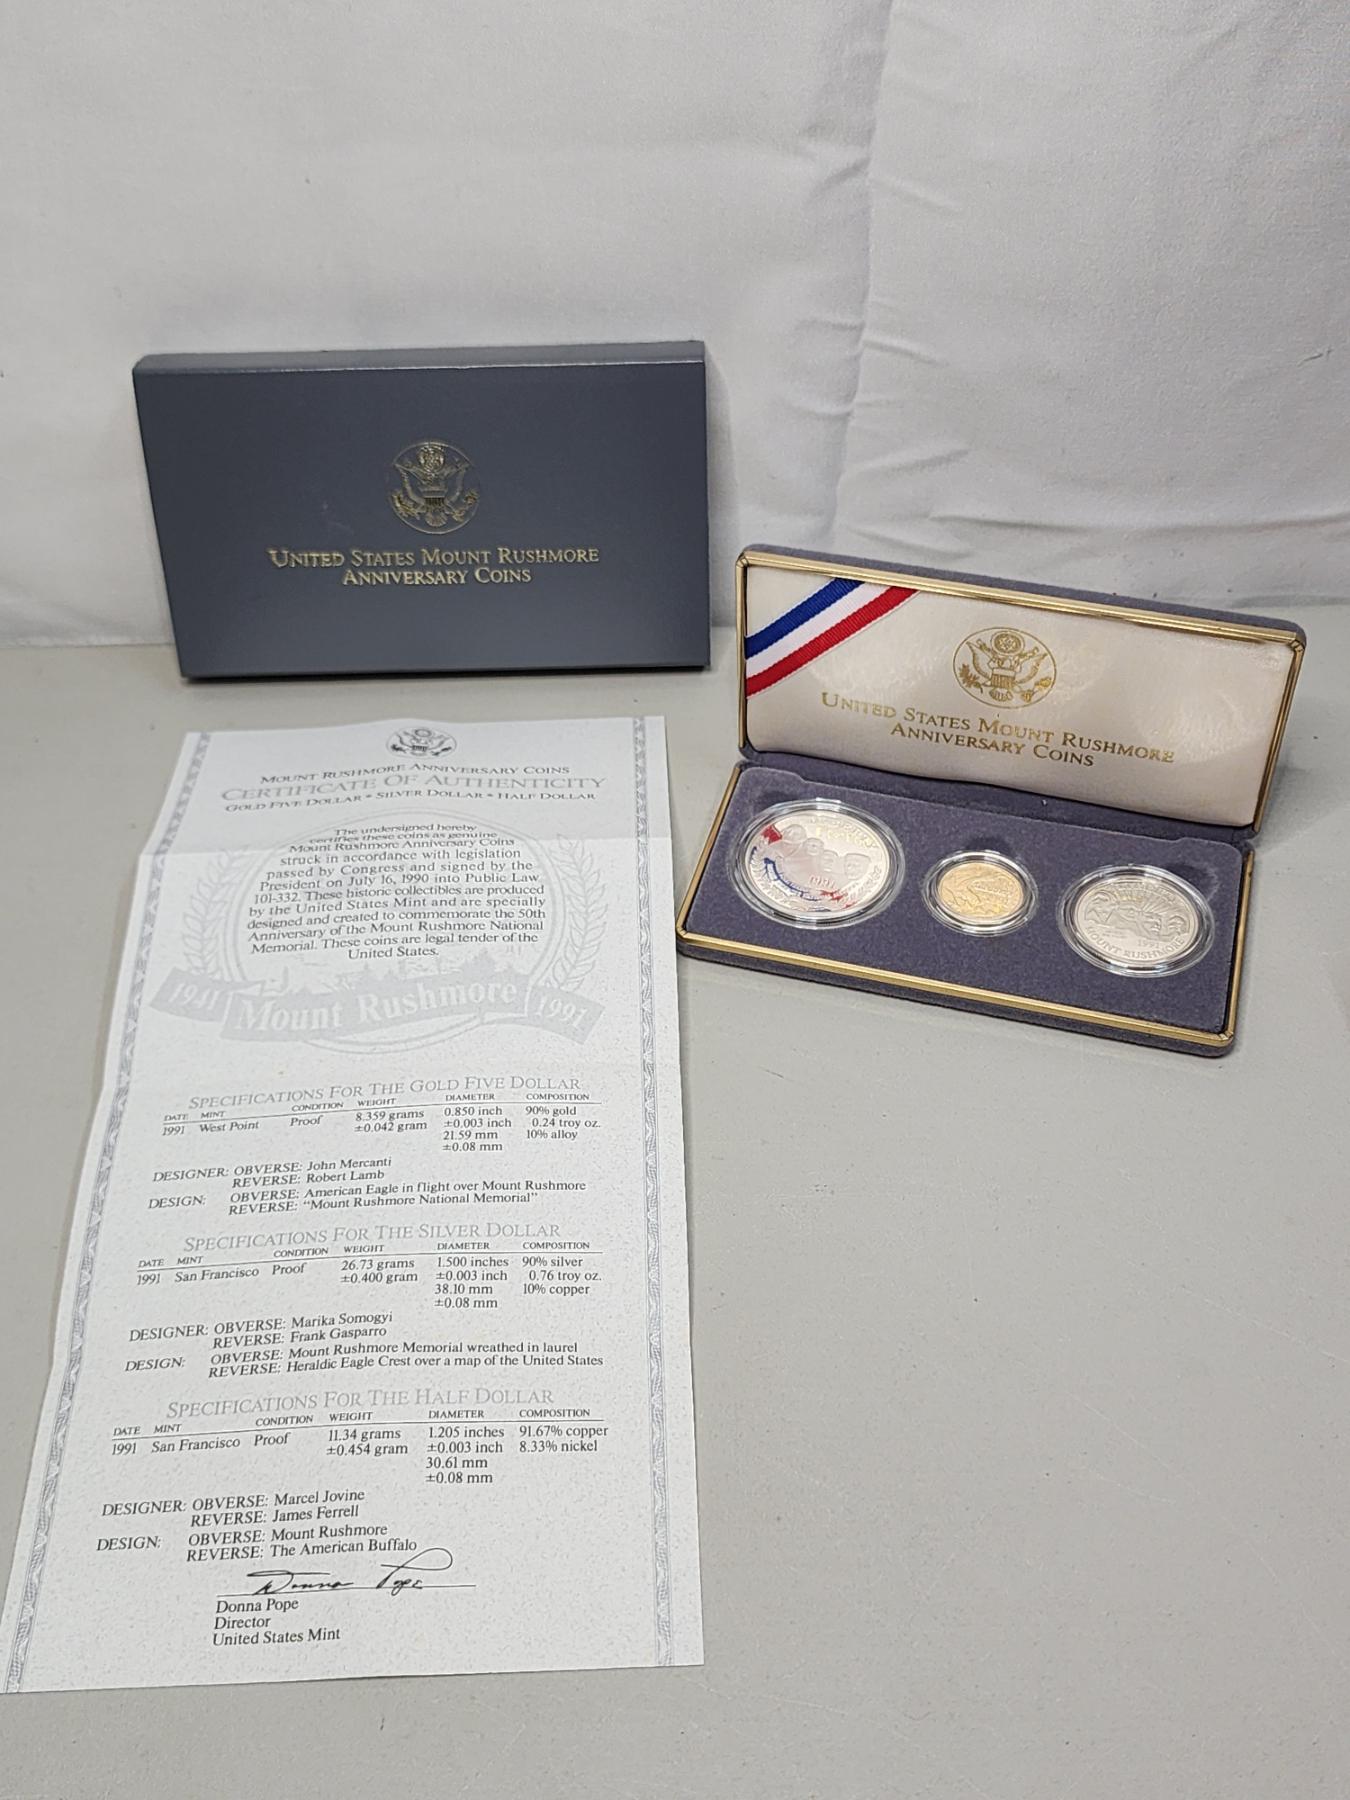 UNITED STATES MOUNT RUSHMORE
ANNIVERSARY COINS
UNITED STATES MOUNT RUSHMORE
ANNIVERSARY COINS
1991
1991
MOUNT RUSHMORE
MOUNT RUSHMORE ANNIVERSARY COINS
CERTIFICATE OF AUTHENTICITY
GOLD FIVE DOLLAR • SILVER DOLLAR • HALF DOLLAR
The undersigned hereby
certifies these coins as genuine
Mount Rushmore Anniversary Coins
struck in accordance with legislation
passed by Congress and signed by the
President on July 16, 1990 into Public Law
101-332. These historic collectibles are produced
by the United States Mint and are specially
designed and created to commemorate the 50th
Anniversary of the Mount Rushmore National
Memorial. These coins are legal tender of the
United States.
1941 Mount Rushmore 1991
SPECIFICATIONS FOR THE GOLD FIVE DOLLAR
DATE MINT CONDITION WEIGHT DIAMETER COMPOSITION
1991 West Point Proof 8.359 grams 0.850 inch 90% gold
±0.042 gram ±0.003 inch 0.24 troy oz.
21.59 mm 10% alloy
±0.08 mm
DESIGNER: OBVERSE: John Mercanti
REVERSE: Robert Lamb
DESIGN: OBVERSE: American Eagle in flight over Mount Rushmore
REVERSE: "Mount Rushmore National Memorial"
SPECIFICATIONS FOR THE SILVER DOLLAR
DATE MINT CONDITION WEIGHT DIAMETER COMPOSITION
1991 San Francisco Proof 26.73 grams 1.500 inches 90% silver
±0.400 gram ±0.003 inch 0.76 troy oz.
38.10 mm 10% copper
±0.08 mm
DESIGNER: OBVERSE: Marika Somogyi
REVERSE: Frank Gasparro
DESIGN: OBVERSE: Mount Rushmore Memorial wreathed in laurel
REVERSE: Heraldic Eagle Crest over a map of the United States
SPECIFICATIONS FOR THE HALF DOLLAR
DATE MINT CONDITION WEIGHT DIAMETER COMPOSITION
1991 San Francisco Proof 11.34 grams 1.205 inches 91.67% copper
±0.454 gram ±0.003 inch 8.33% nickel
30.61 mm
±0.08 mm
DESIGNER: OBVERSE: Marcel Jovine
REVERSE: James Ferrell
DESIGN: OBVERSE: Mount Rushmore
REVERSE: The American Buffalo
Donna Pope
Donna Pope
Director
United States Mint